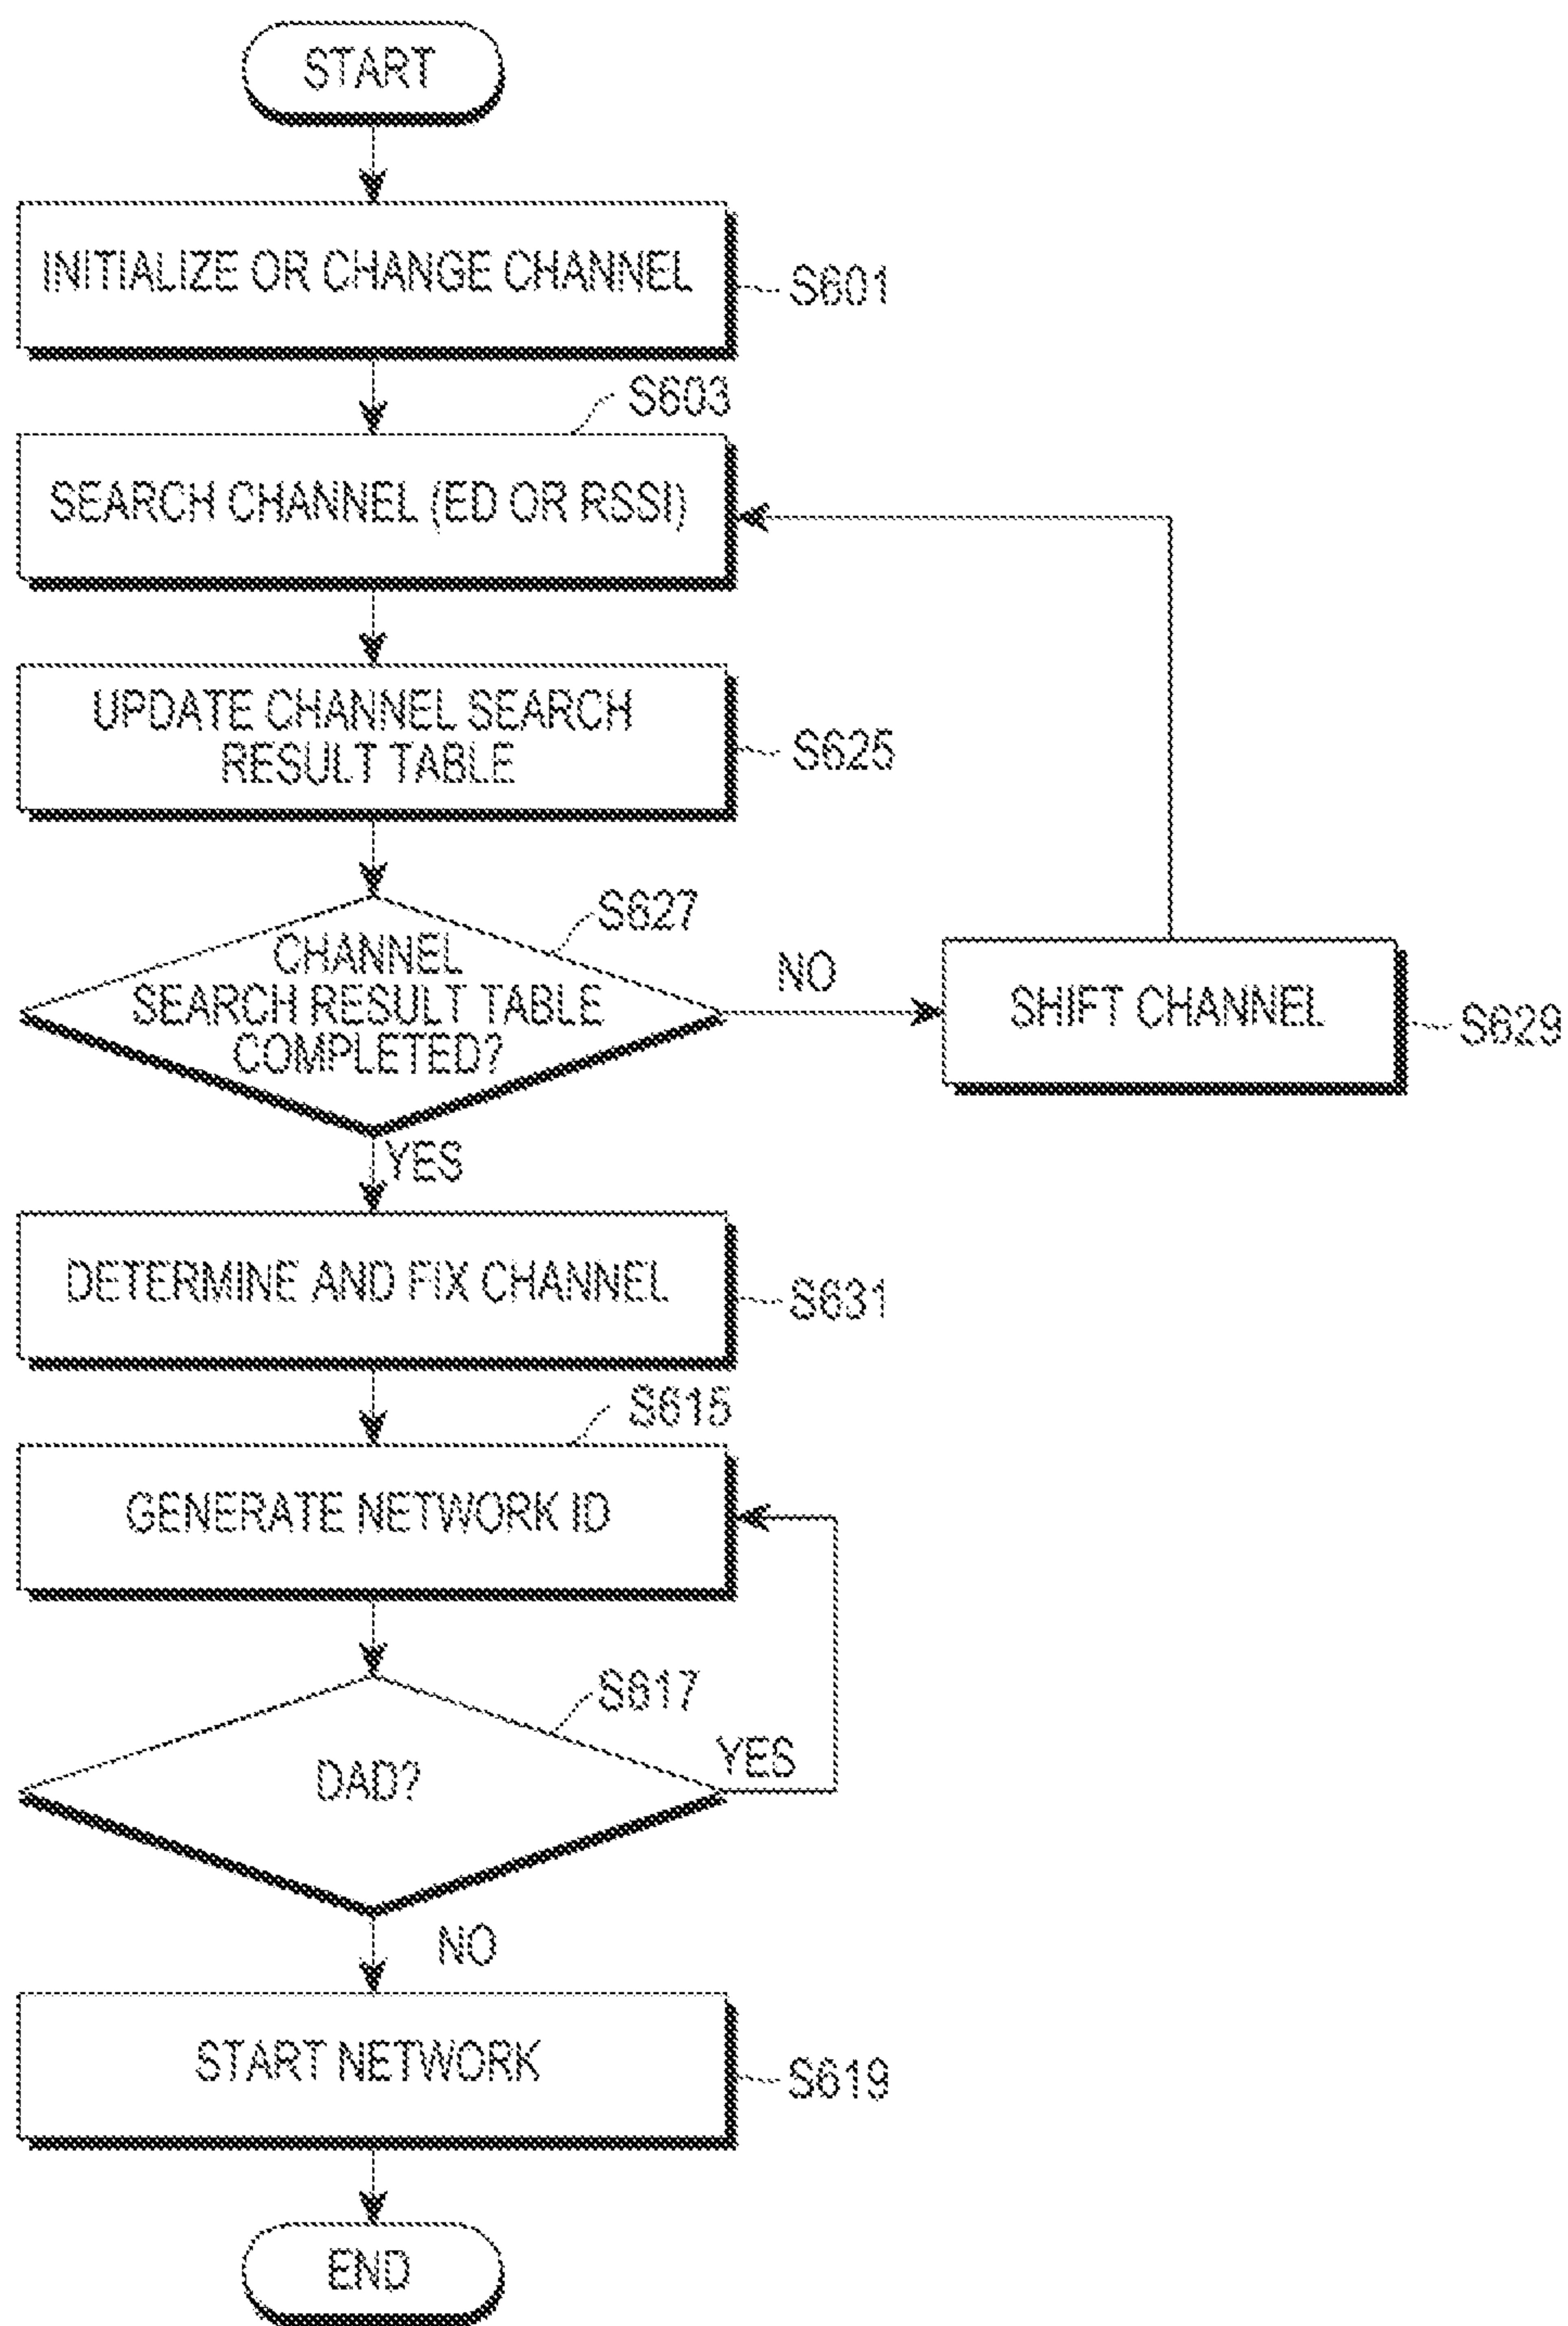 START
INITIALIZE OR CHANGE CHANNEL
S601
S603
SEARCH CHANNEL (ED OR RSSI)
UPDATE CHANNEL SEARCH
RESULT TABLE
S625
S627
CHANNEL
SEARCH RESULT TABLE
COMPLETED?
NO
SHIFT CHANNEL
S629
YES
DETERMINE AND FIX CHANNEL
S631
S615
GENERATE NETWORK ID
S617
DAD?
YES
NO
START NETWORK
S619
END